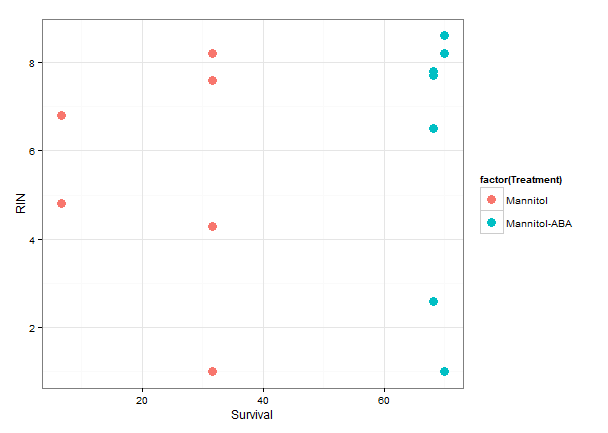 8
6
4
2
RIN
20
40
60
Survival
factor(Treatment)
Mannitol
Mannitol-ABA